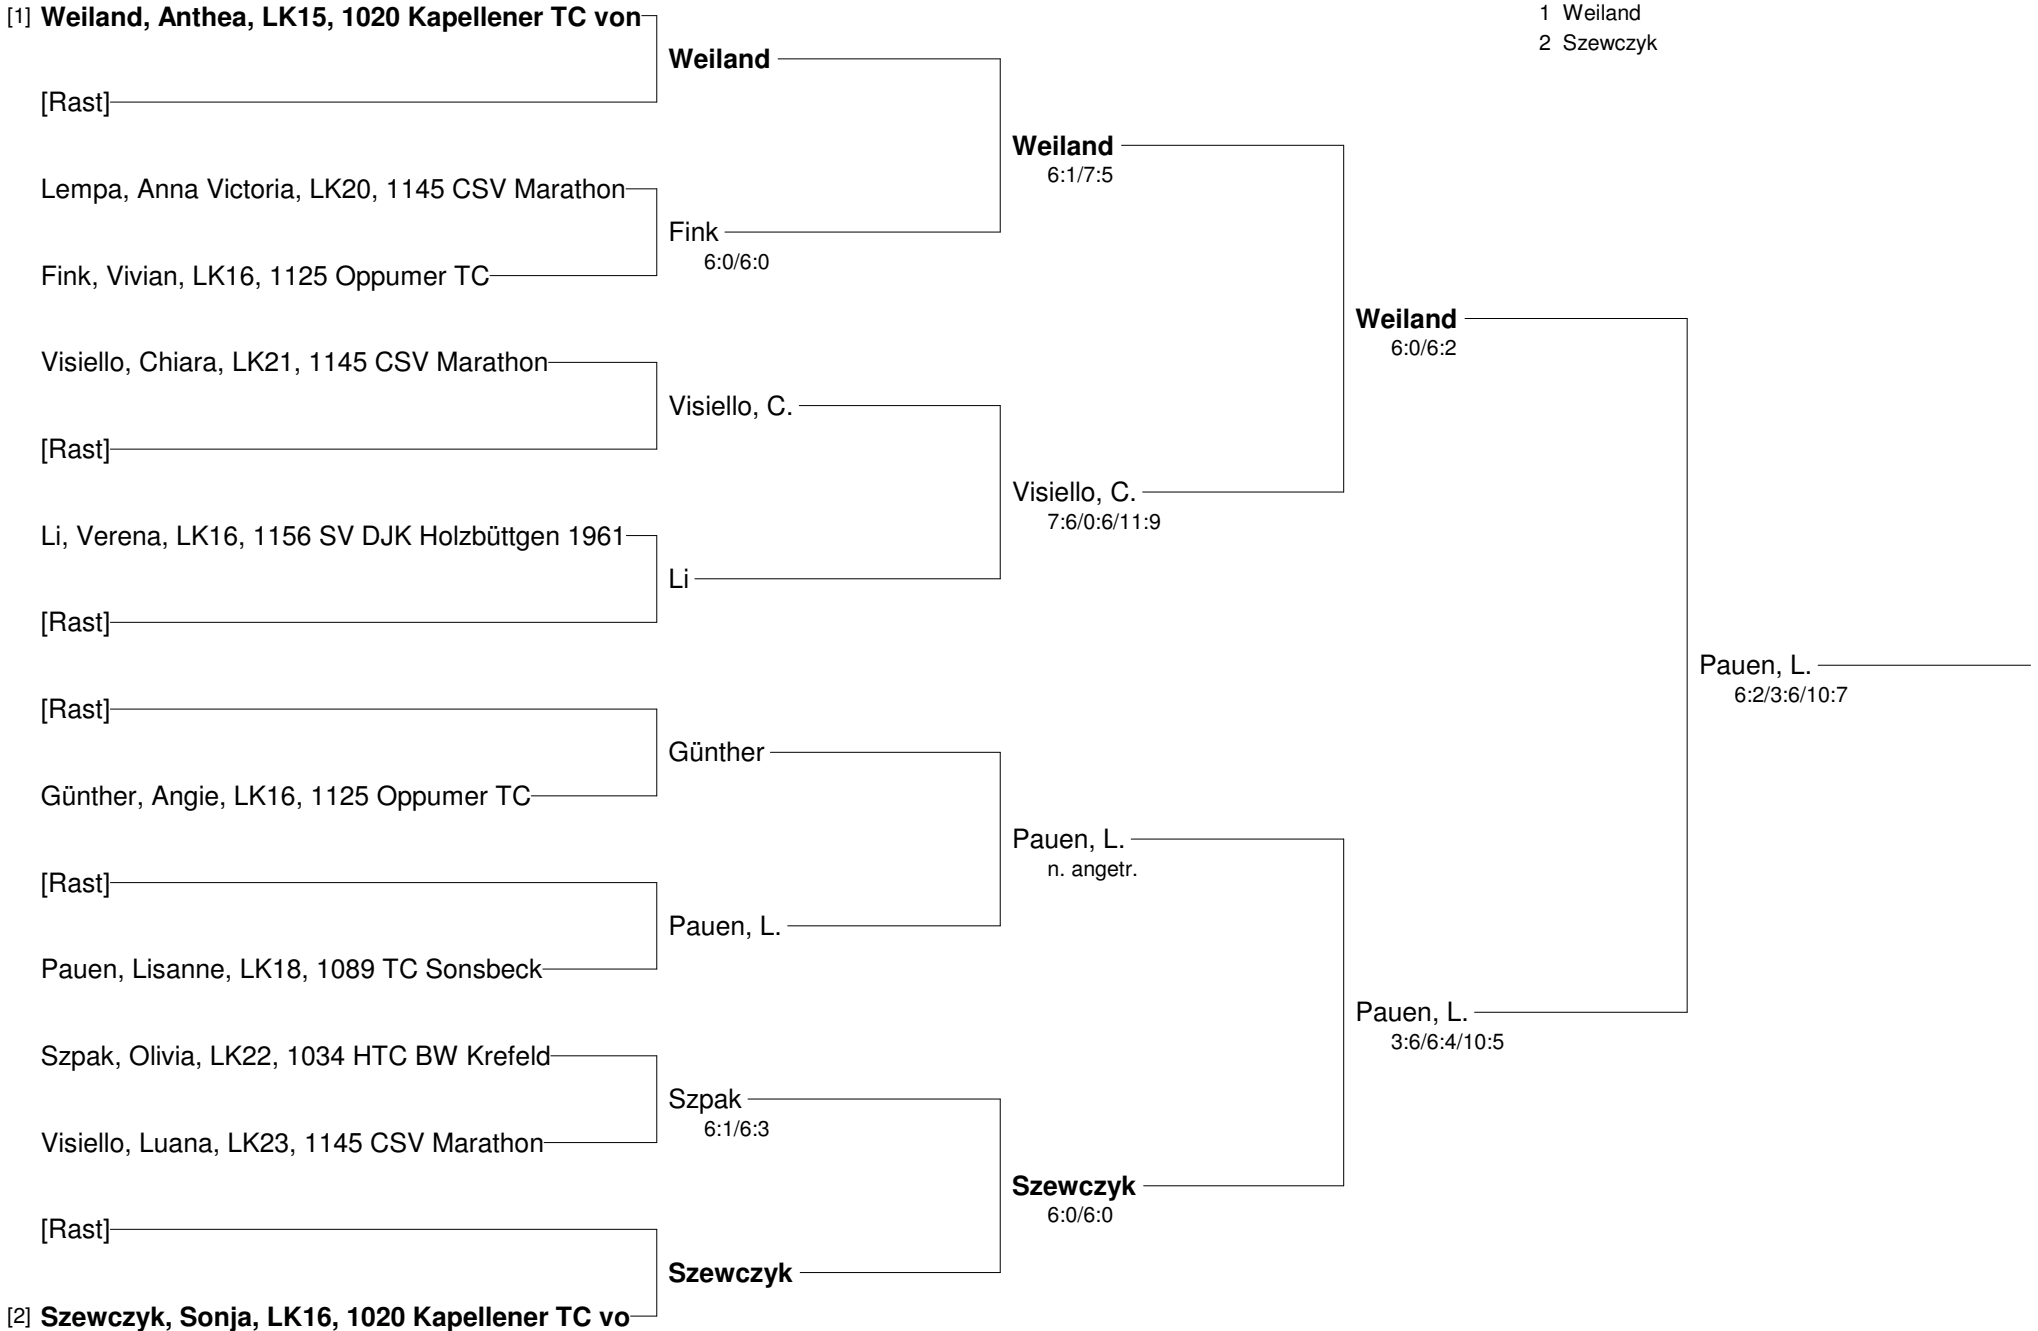 [1] Weiland, Anthea, LK15, 1020 Kapellener TC von
[Rast]
Lempa, Anna Victoria, LK20, 1145 CSV Marathon
Fink, Vivian, LK16, 1125 Oppumer TC
Visiello, Chiara, LK21, 1145 CSV Marathon
[Rast]
Li, Verena, LK16, 1156 SV DJK Holzbüttgen 1961
[Rast]
[Rast]
Günther, Angie, LK16, 1125 Oppumer TC
[Rast]
Pauen, Lisanne, LK18, 1089 TC Sonsbeck
Szpak, Olivia, LK22, 1034 HTC BW Krefeld
Visiello, Luana, LK23, 1145 CSV Marathon
[Rast]
[2] Szewczyk, Sonja, LK16, 1020 Kapellener TC vo
Weiland
Fink
6:0/6:0
Visiello, C.
Li
Günther
Pauen, L.
Szpak
6:1/6:3
Szewczyk
Weiland
6:1/7:5
Visiello, C.
7:6/0:6/11:9
Pauen, L.
n. angetr.
Szewczyk
6:0/6:0
Weiland
6:0/6:2
Pauen, L.
3:6/6:4/10:5
Pauen, L.
6:2/3:6/10:7
1 Weiland
2 Szewczyk